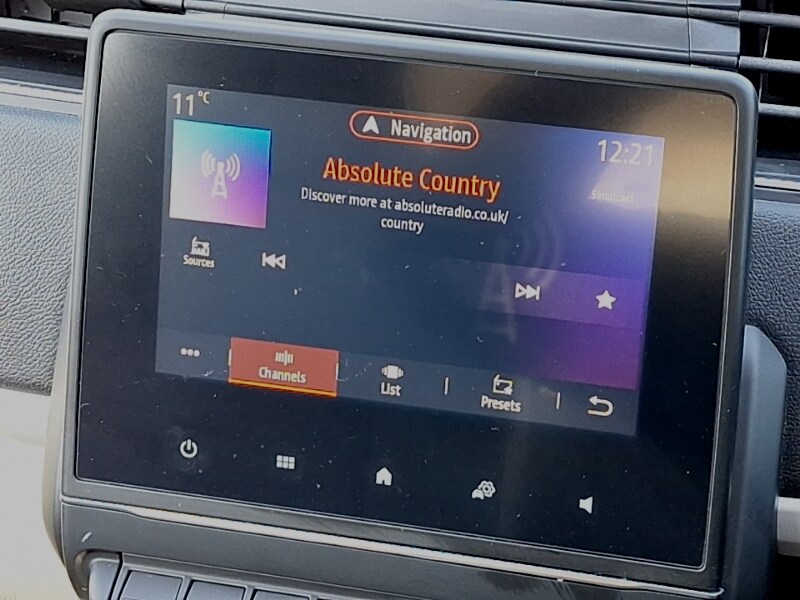 11°C
Navigation
12:21
Absolute Country
Simulcast
Discover more at absoluteradio.co.uk/
country
Sources
Channels
List
Presets